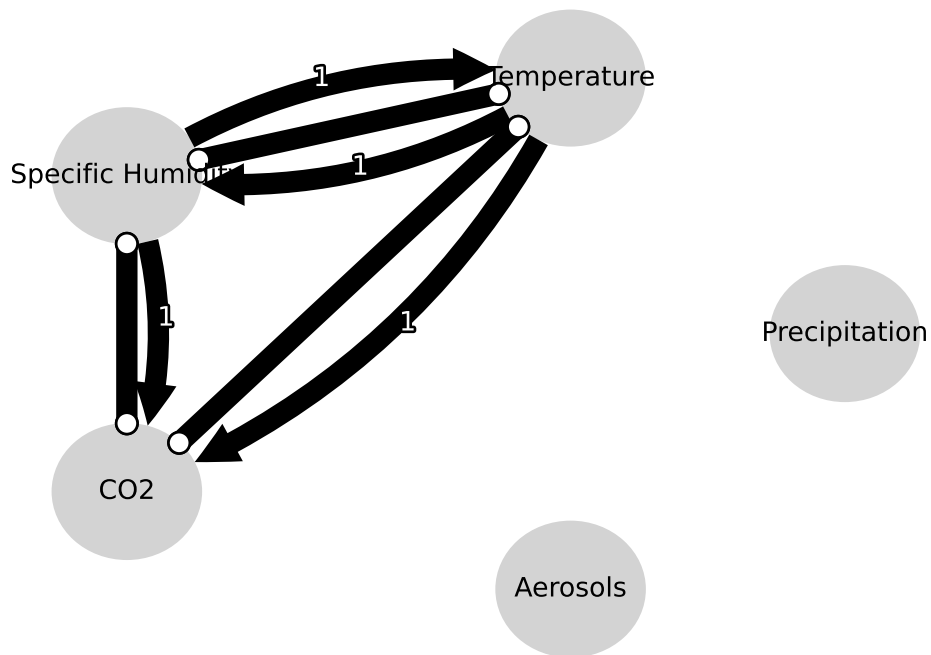 Temperature
1
1
Specific Humidity
1
1
Precipitation
CO2
Aerosols